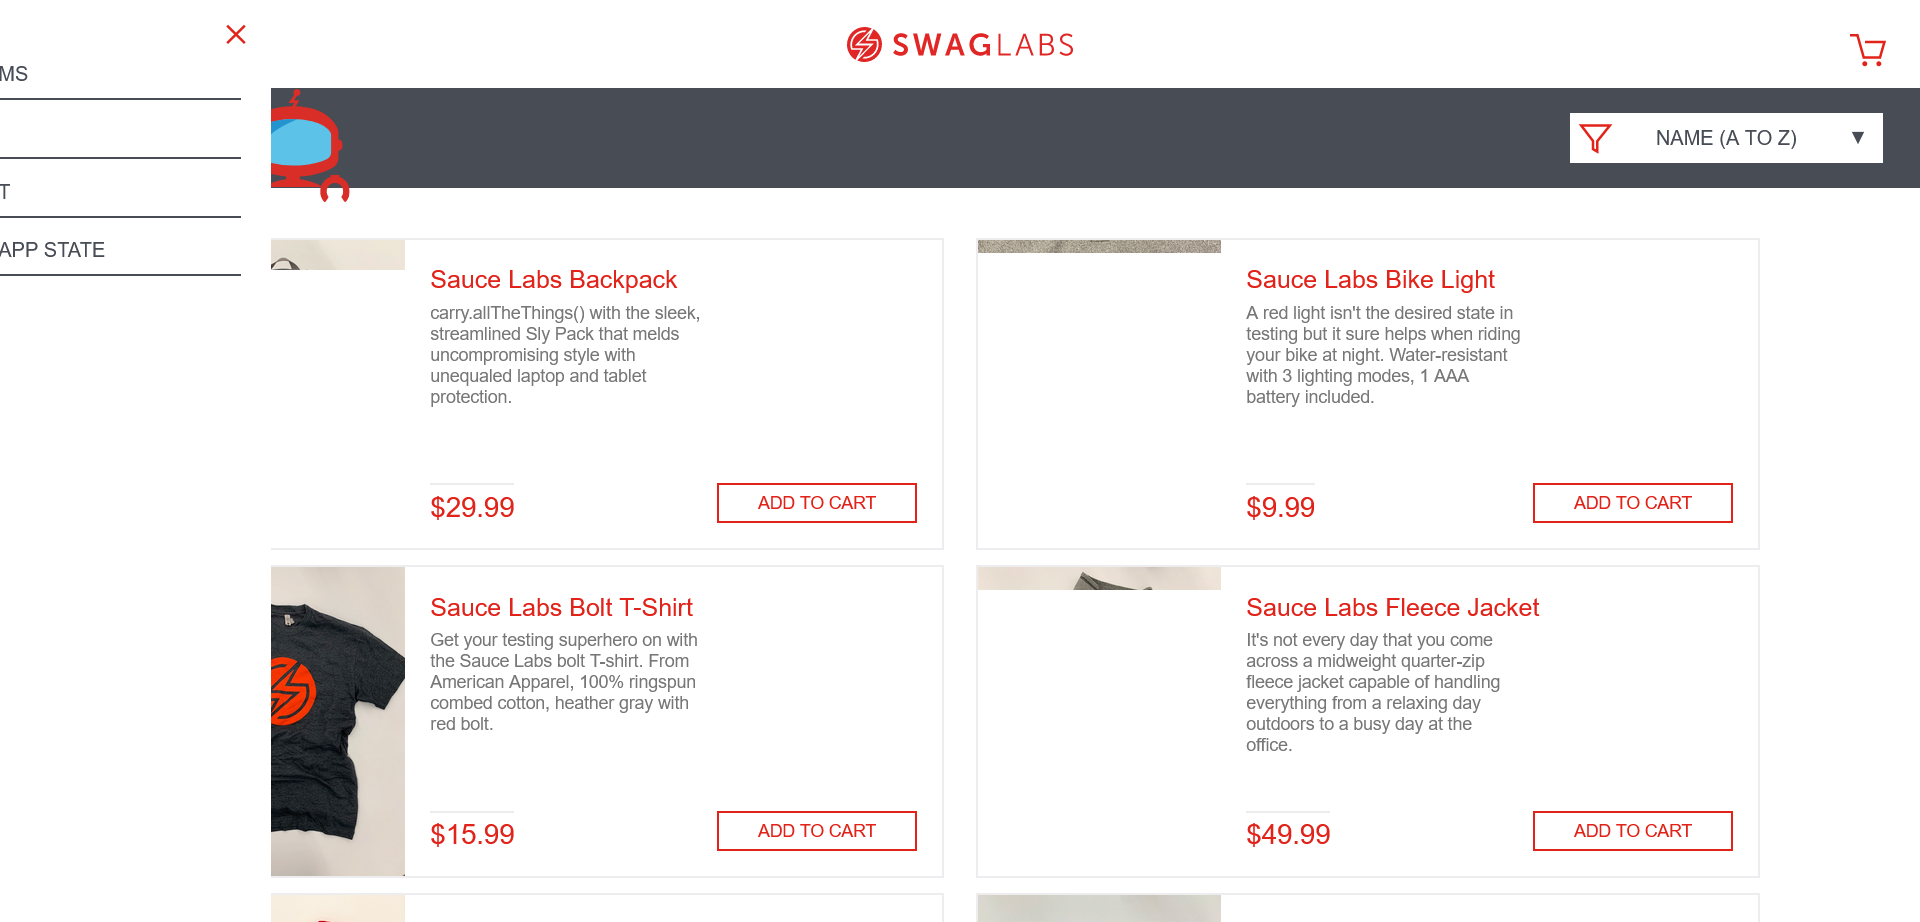 MS
T
APP STATE
SWAGLABS
NAME (A TO Z)
Sauce Labs Backpack
carry.allTheThings() with the sleek,
streamlined Sly Pack that melds
uncompromising style with
unequaled laptop and tablet
protection.
$29.99
ADD TO CART
Sauce Labs Bike Light
A red light isn't the desired state in
testing but it sure helps when riding
your bike at night. Water-resistant
with 3 lighting modes, 1 AAA
battery included.
$9.99
ADD TO CART
Sauce Labs Bolt T-Shirt
Get your testing superhero on with
the Sauce Labs bolt T-shirt. From
American Apparel, 100% ringspun
combed cotton, heather gray with
red bolt.
$15.99
ADD TO CART
Sauce Labs Fleece Jacket
It's not every day that you come
across a midweight quarter-zip
fleece jacket capable of handling
everything from a relaxing day
outdoors to a busy day at the
office.
$49.99
ADD TO CART